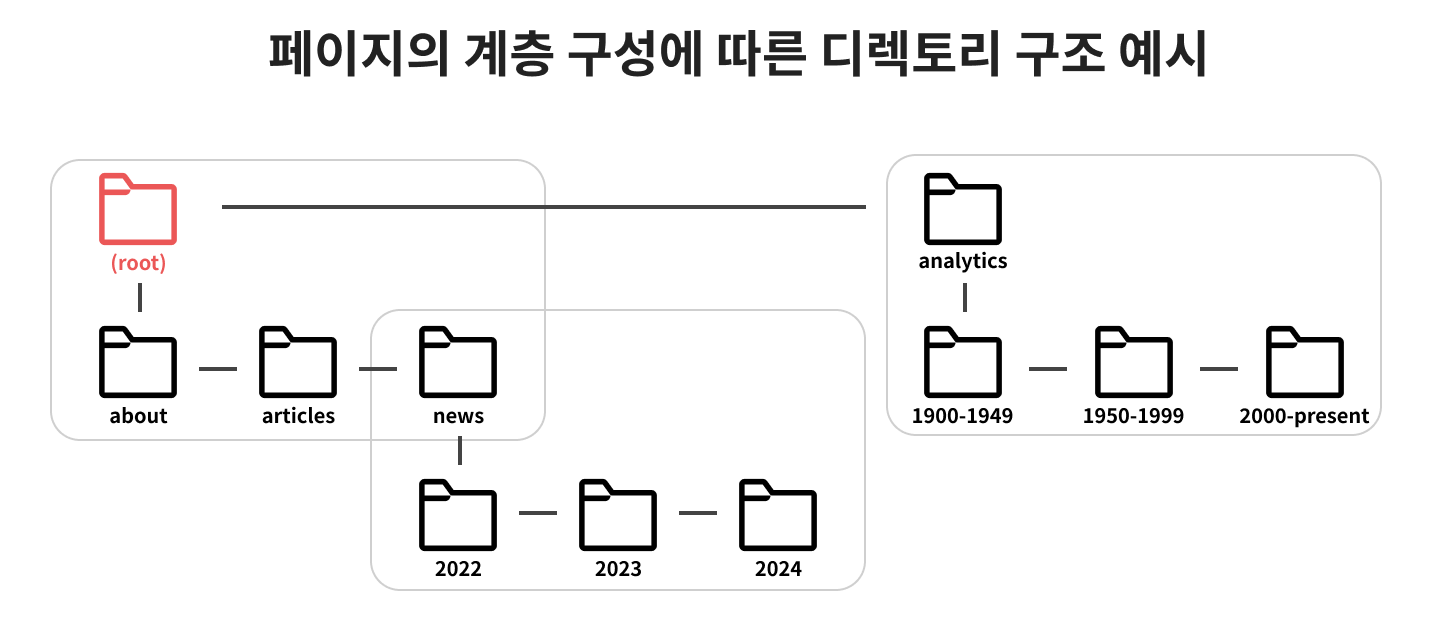 페이지의 계층 구성에 따른 디렉토리 구조 예시
(root)
analytics
about
articles
news
1900-1949
1950-1999
2000-present
2022
2023
2024